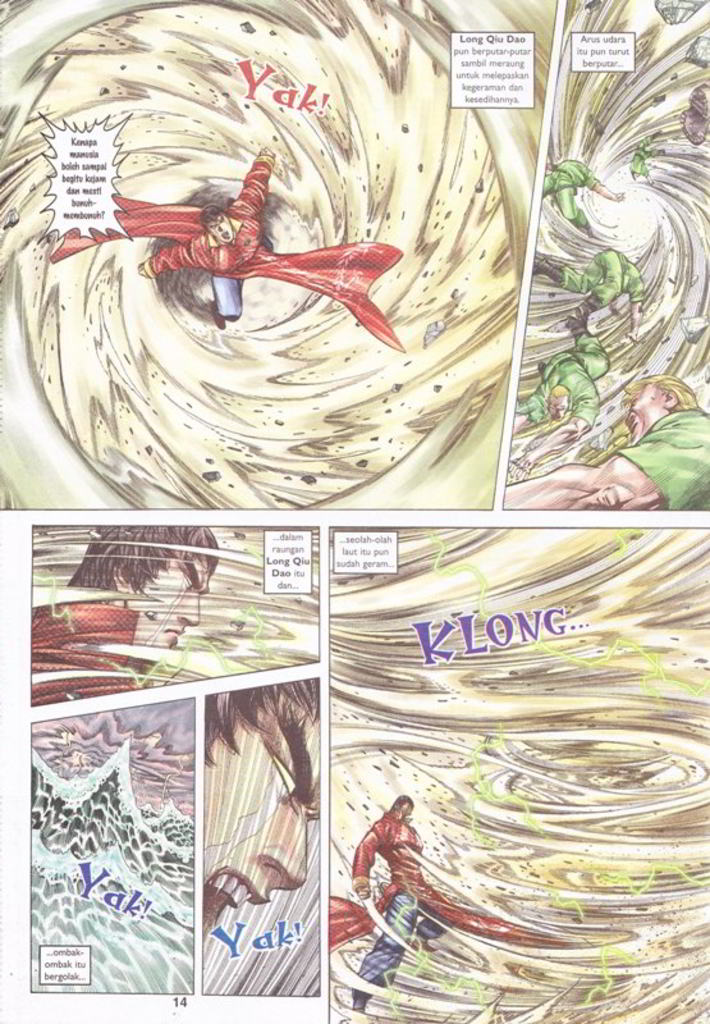 Long Qiu Dao
pun berputar-putar
sambil meraung
untuk melepaskan
kegeraman dan
kesedihannya.
Yak!
Kenapa
manusia
boleh sampai
begitu kejam
dan mesti
bunuh-
membunuh?
Arus udara
itu pun turut
berputar...
...dalam
raungan
Long Qiu
Dao itu
dan...
...ombak-
ombak itu
bergolak...
Yak!
Yak!
...seolah-olah
laut itu pun
sudah geram...
KLONG...
14